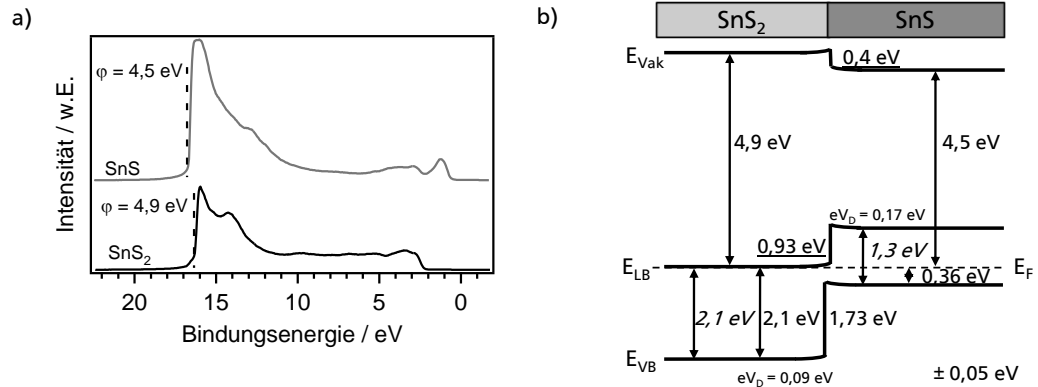 a)
φ = 4,5 eV
SnS
φ = 4,9 eV
SnS2
Intensität / w.E.
20 15 10 5 0
Bindungsenergie / eV
b)
SnS2 SnS
EVak
0,4 eV
4,9 eV 4,5 eV
eVD = 0,17 eV
0,93 eV 1,3 eV
ELB EF
0,36 eV
2,1 eV 2,1 eV 1,73 eV
EVB
eVD = 0,09 eV
± 0,05 eV